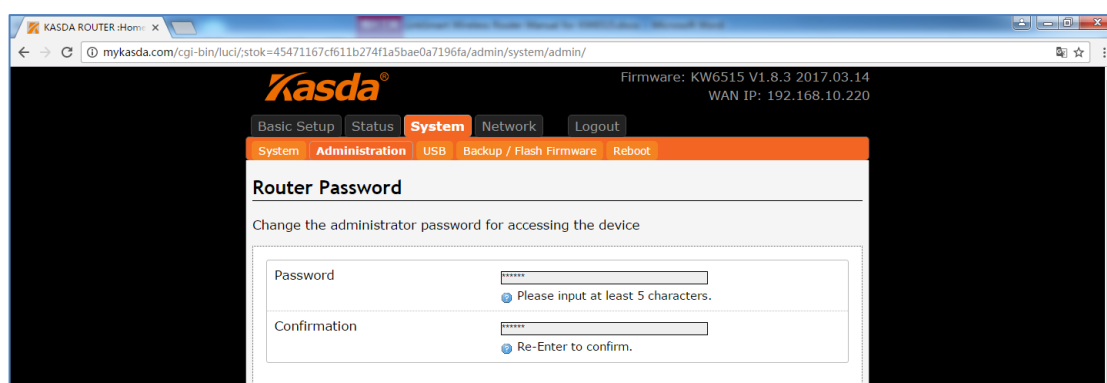 KASDA ROUTER :Home
mykasda.com/cgi-bin/luci/;stok=45471167cf611b274f1a5bae0a7196fa/admin/system/admin/
Kasda®
Firmware: KW6515 V1.8.3 2017.03.14
WAN IP: 192.168.10.220
Basic Setup Status System Network Logout
System Administration USB Backup / Flash Firmware Reboot
Router Password
Change the administrator password for accessing the device
Password ******
Please input at least 5 characters.
Confirmation ******
Re-Enter to confirm.